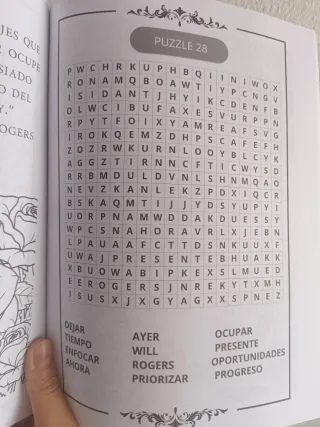 JES QUE
OCUPE
SIADO
O DEL
Y."
ROGERS
PUZZLE 28
P W C H R K U P H B Q I I N I W O X
R O N A M Q B O A W T I Y P C N G V
I S I D A N T J H Y I K C D E N F B
O L W C I B U F A X E S V U R P P N
R P Y T F O I X Y A M R E A F S V G
I R O K Q E M Z D H P S C A F E F H
Z O Z R W K U R N L O O Y B L C Y K
A G G Z T I R N N C F T I C W Y S D
R R B M D U L D V N L S H N M Q A O
N E V Z K A N L E K Z P D X I Q C R
B S K A Q M T I J J Y D S Y U P Y I
U O R P N A M W D D A K D U E S S Y
W P C S N A H O R A V R L X J E B N
L P A U A A F C T T D S N K U U X F
U W A J P R E S E N T E B H U A K K
X B U O W A B I P K E X S L M U E D
E E R O G E R S J N R E K Y T X M H
I S U S X J X G Y A G X X S P N E Z
DEJAR
TIEMPO
ENFOCAR
AHORA
AYER
WILL
ROGERS
PRIORIZAR
OCUPAR
PRESENTE
OPORTUNIDADES
PROGRESO